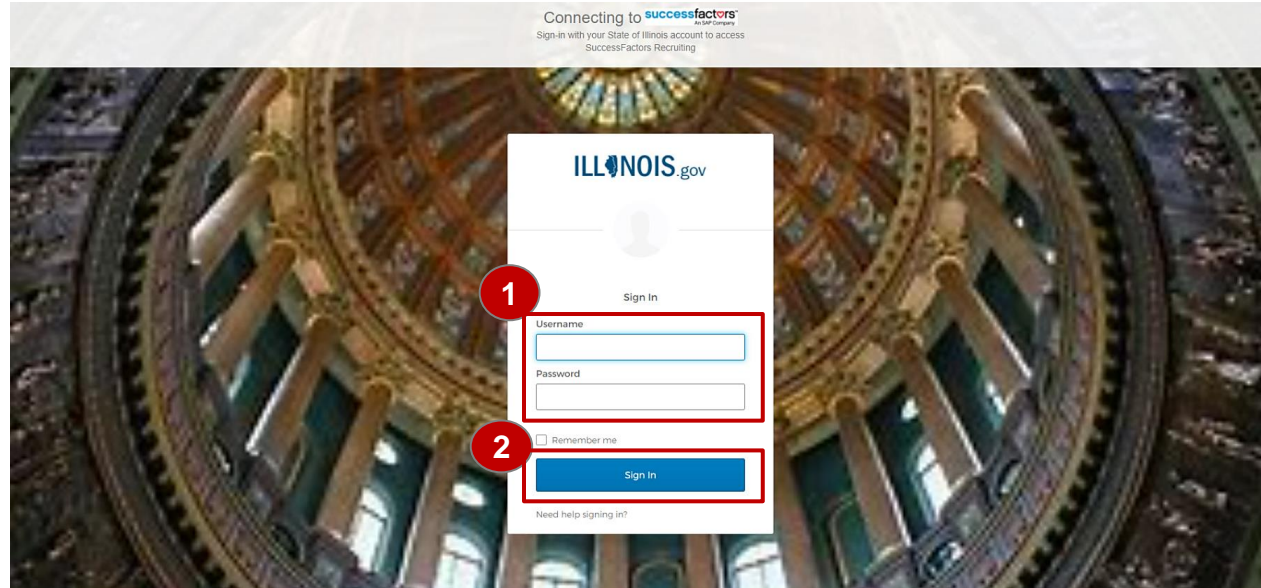 Connecting to successfactors
An SAP Company
Sign-in with your State of Illinois account to access
SuccessFactors Recruiting
ILLINOIS.gov
1
Sign In
Username
Password
2
Remember me
Sign In
Need help signing in?